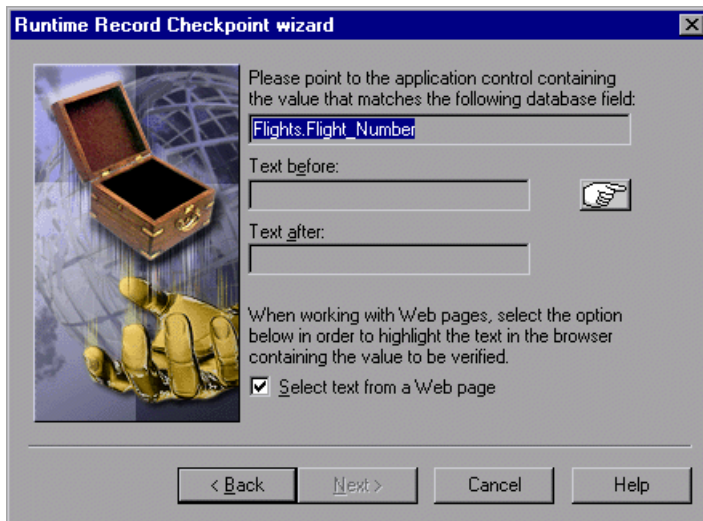 Runtime Record Checkpoint wizard
Please point to the application control containing
the value that matches the following database field:
Flights.Flight_Number
Text before:
Text after:
When working with Web pages, select the option
below in order to highlight the text in the browser
containing the value to be verified.
Select text from a Web page
< Back Next > Cancel Help